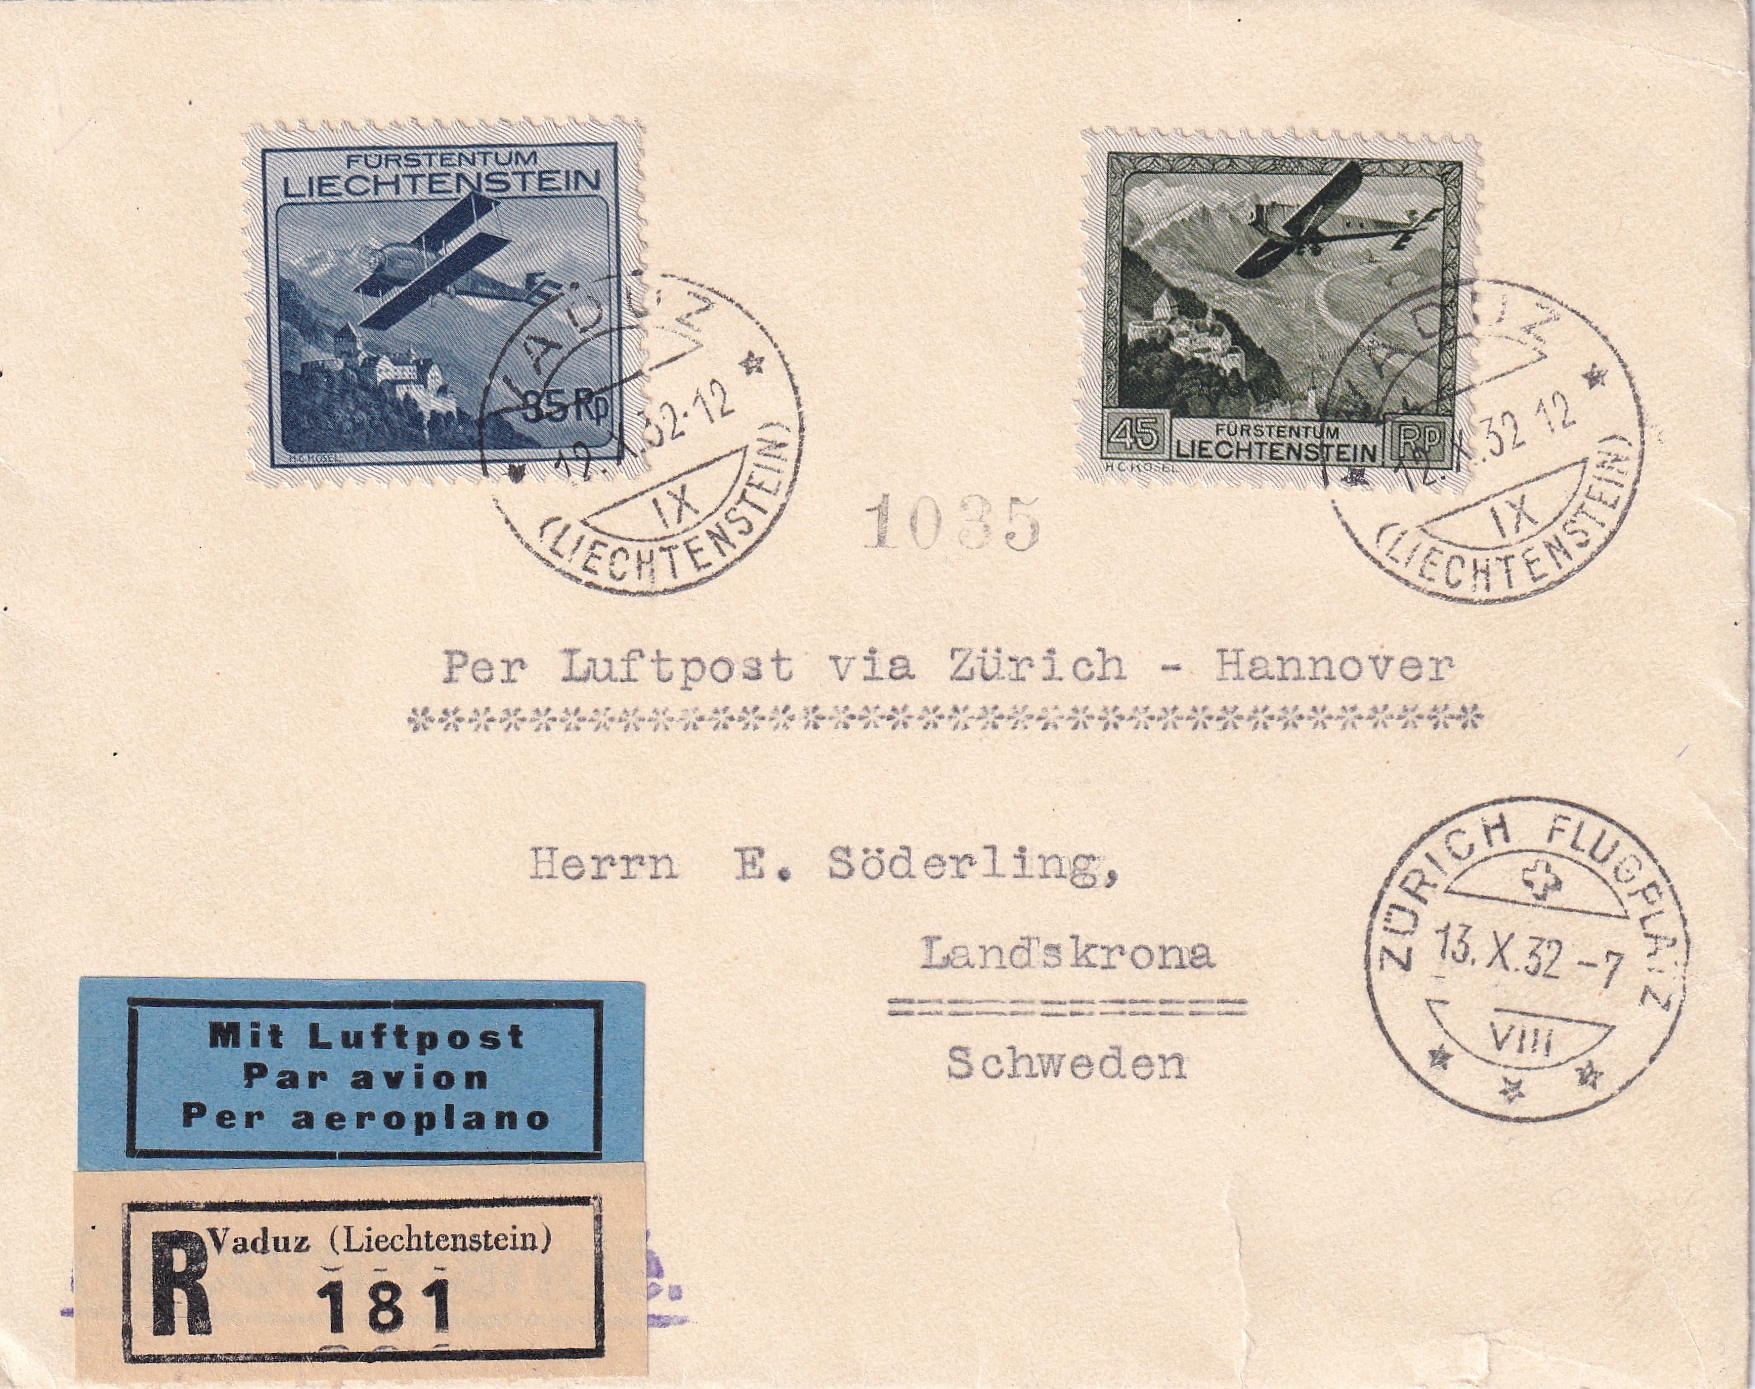 FÜRSTENTUM
LIECHTENSTEIN
35 Rp
H.C.KOSEL.
45
FÜRSTENTUM
LIECHTENSTEIN
RP
H.C.KOSEL
VADUZ
12.X.32-12
IX
(LIECHTENSTEIN)
VADUZ
12.X.32 12
IX
(LIECHTENSTEIN)
1035
Per Luftpost via Zürich - Hannover
************************************
Herrn E. Söderling,
Landskrona
Schweden
ZÜRICH FLUGPLATZ
13.X.32-7
VIII
Mit Luftpost
Par avion
Per aeroplano
R
Vaduz (Liechtenstein)
181